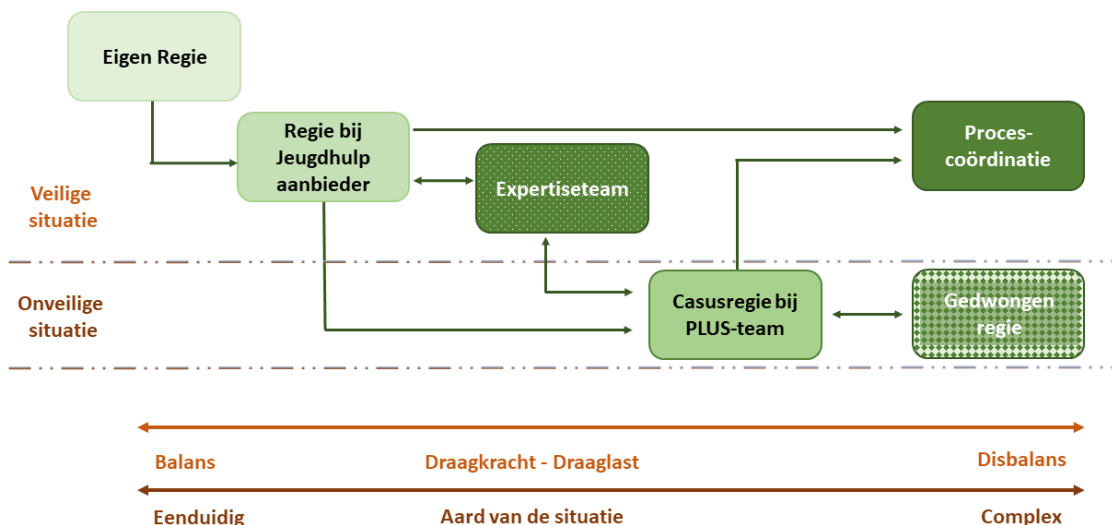 Eigen Regie
Regie bij
Jeugdhulp
aanbieder
Proces-
coördinatie
Expertiseteam
Veilige
situatie
Onveilige
situatie
Casusregie bij
PLUS-team
Gedwongen
regie
Balans
Draagkracht - Draaglast
Disbalans
Eenduidig
Aard van de situatie
Complex